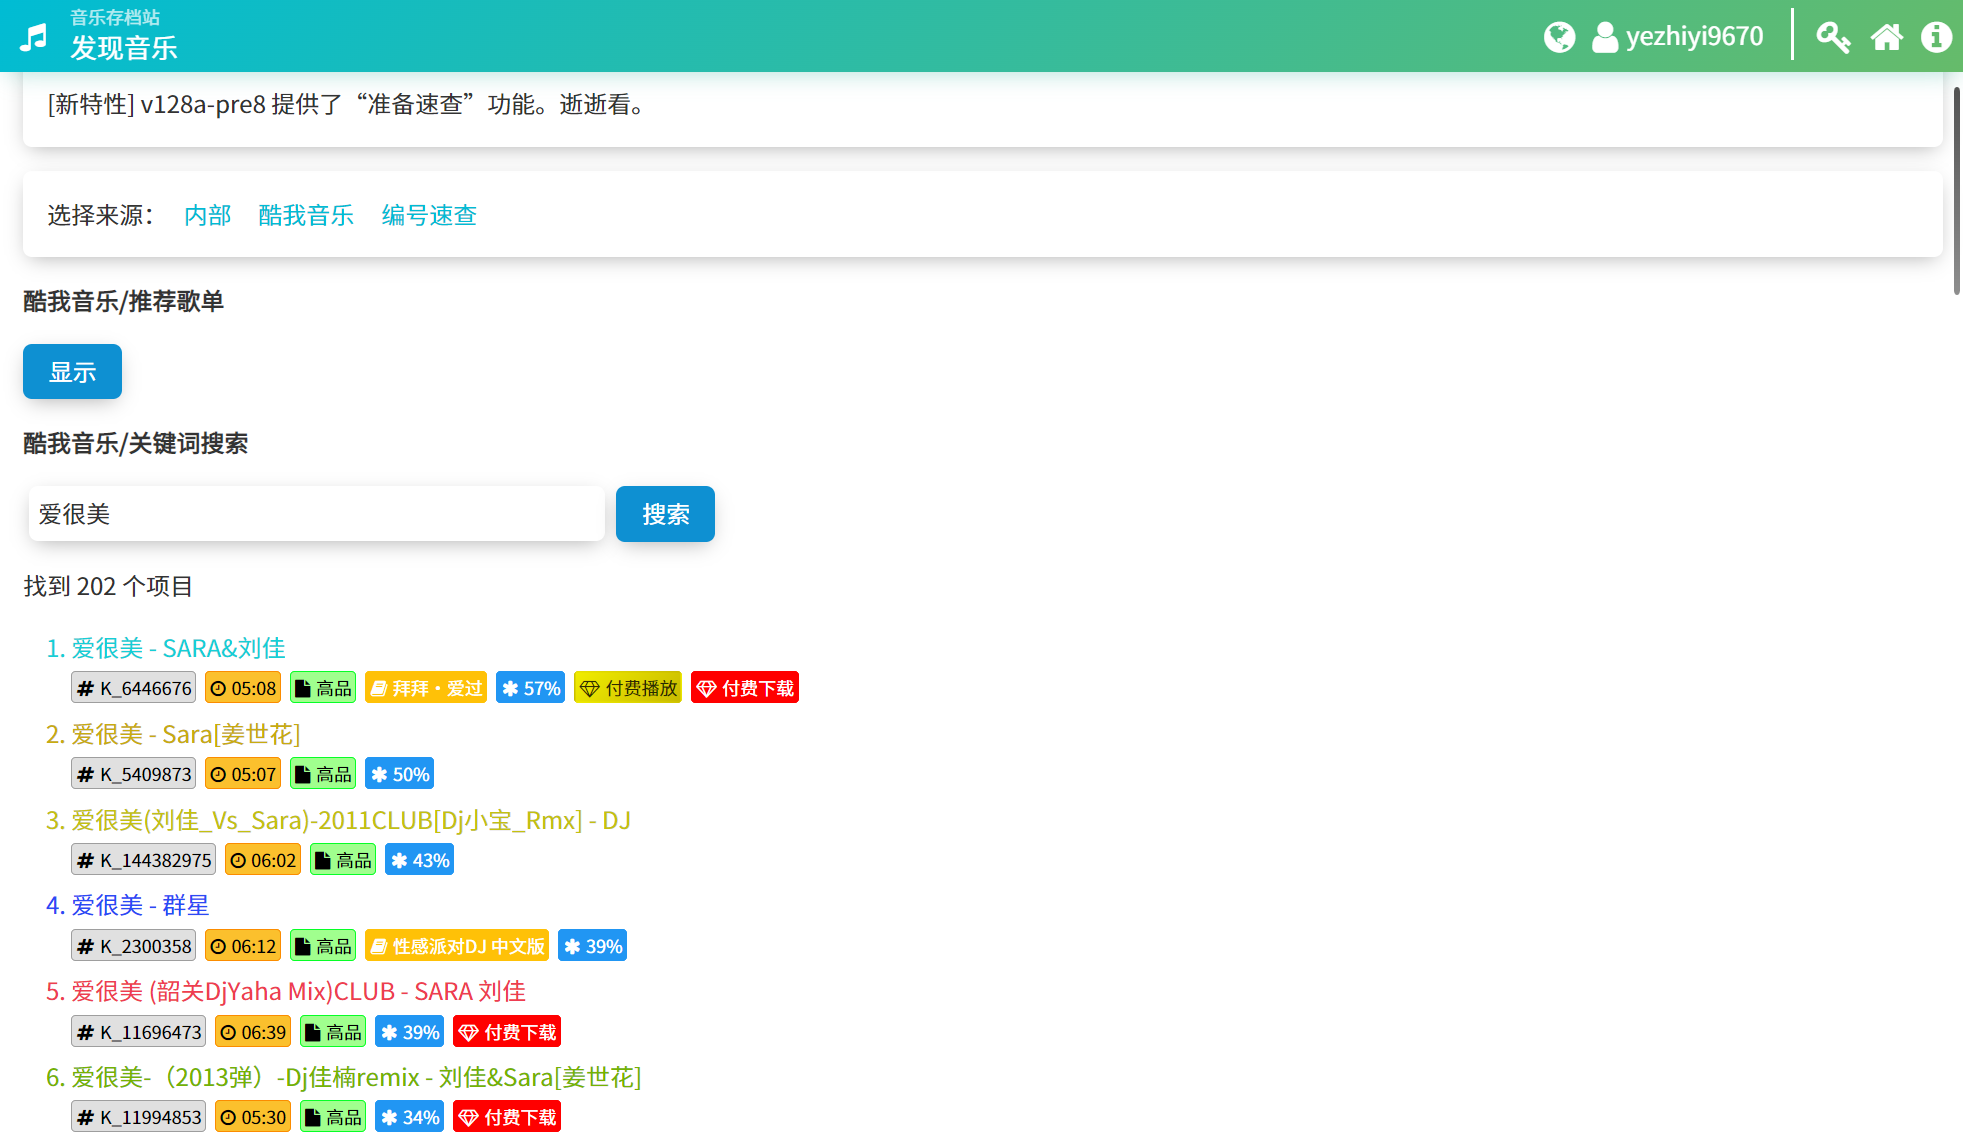 音乐存档站
发现音乐
yezhiyi9670
[新特性] v128a-pre8 提供了“准备速查”功能。逝逝看。
选择来源： 内部 酷我音乐 编号速查
酷我音乐/推荐歌单
显示
酷我音乐/关键词搜索
爱很美 搜索
找到 202 个项目
1. 爱很美 - SARA&刘佳
# K_6446676 05:08 高品 拜拜·爱过 57% 付费播放 付费下载
2. 爱很美 - Sara[姜世花]
# K_5409873 05:07 高品 50%
3. 爱很美(刘佳_Vs_Sara)-2011CLUB[Dj小宝_Rmx] - DJ
# K_144382975 06:02 高品 43%
4. 爱很美 - 群星
# K_2300358 06:12 高品 性感派对DJ 中文版 39%
5. 爱很美 (韶关DjYaha Mix)CLUB - SARA 刘佳
# K_11696473 06:39 高品 39% 付费下载
6. 爱很美-（2013弹）-Dj佳楠remix - 刘佳&Sara[姜世花]
# K_11994853 05:30 高品 34% 付费下载